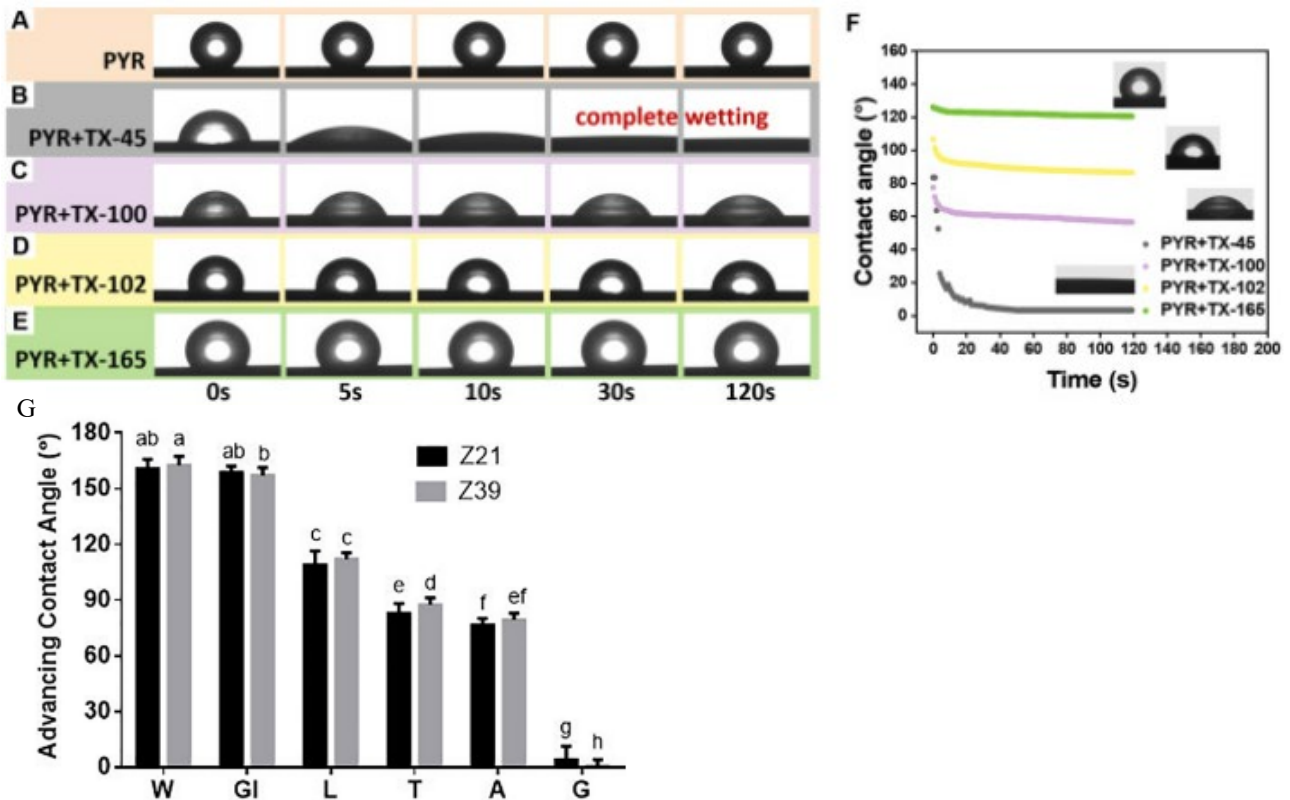 A
PYR
B
PYR+TX-45
complete wetting
C
PYR+TX-100
D
PYR+TX-102
E
PYR+TX-165
0s 5s 10s 30s 120s
F
Contact angle (°)
160
140
120
100
80
60
40
20
0
PYR+TX-45
PYR+TX-100
PYR+TX-102
PYR+TX-165
0 20 40 60 80 100 120 140 160 180 200
Time (s)
G
Advancing Contact Angle (°)
180
150
120
90
60
30
0
ab a ab b c c e d f ef g h
Z21
Z39
W GI L T A G